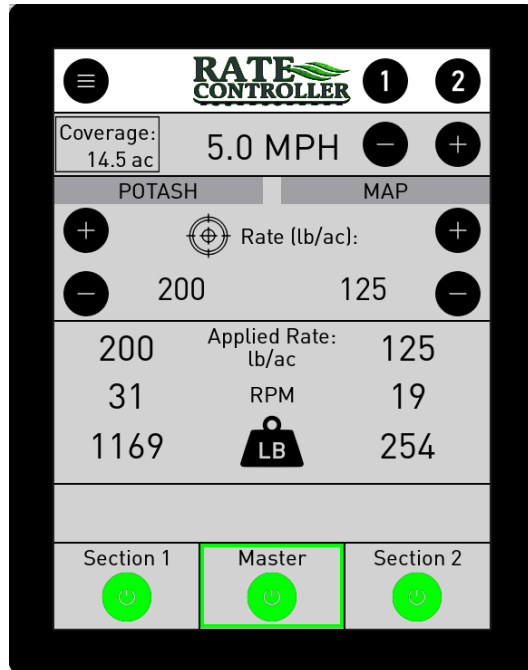 RATE
CONTROLLER
1
2
Coverage:
14.5 ac
5.0 MPH
POTASH
MAP
Rate (lb/ac):
200
125
200
Applied Rate:
lb/ac
125
31
RPM
19
1169
LB
254
Section 1
Master
Section 2